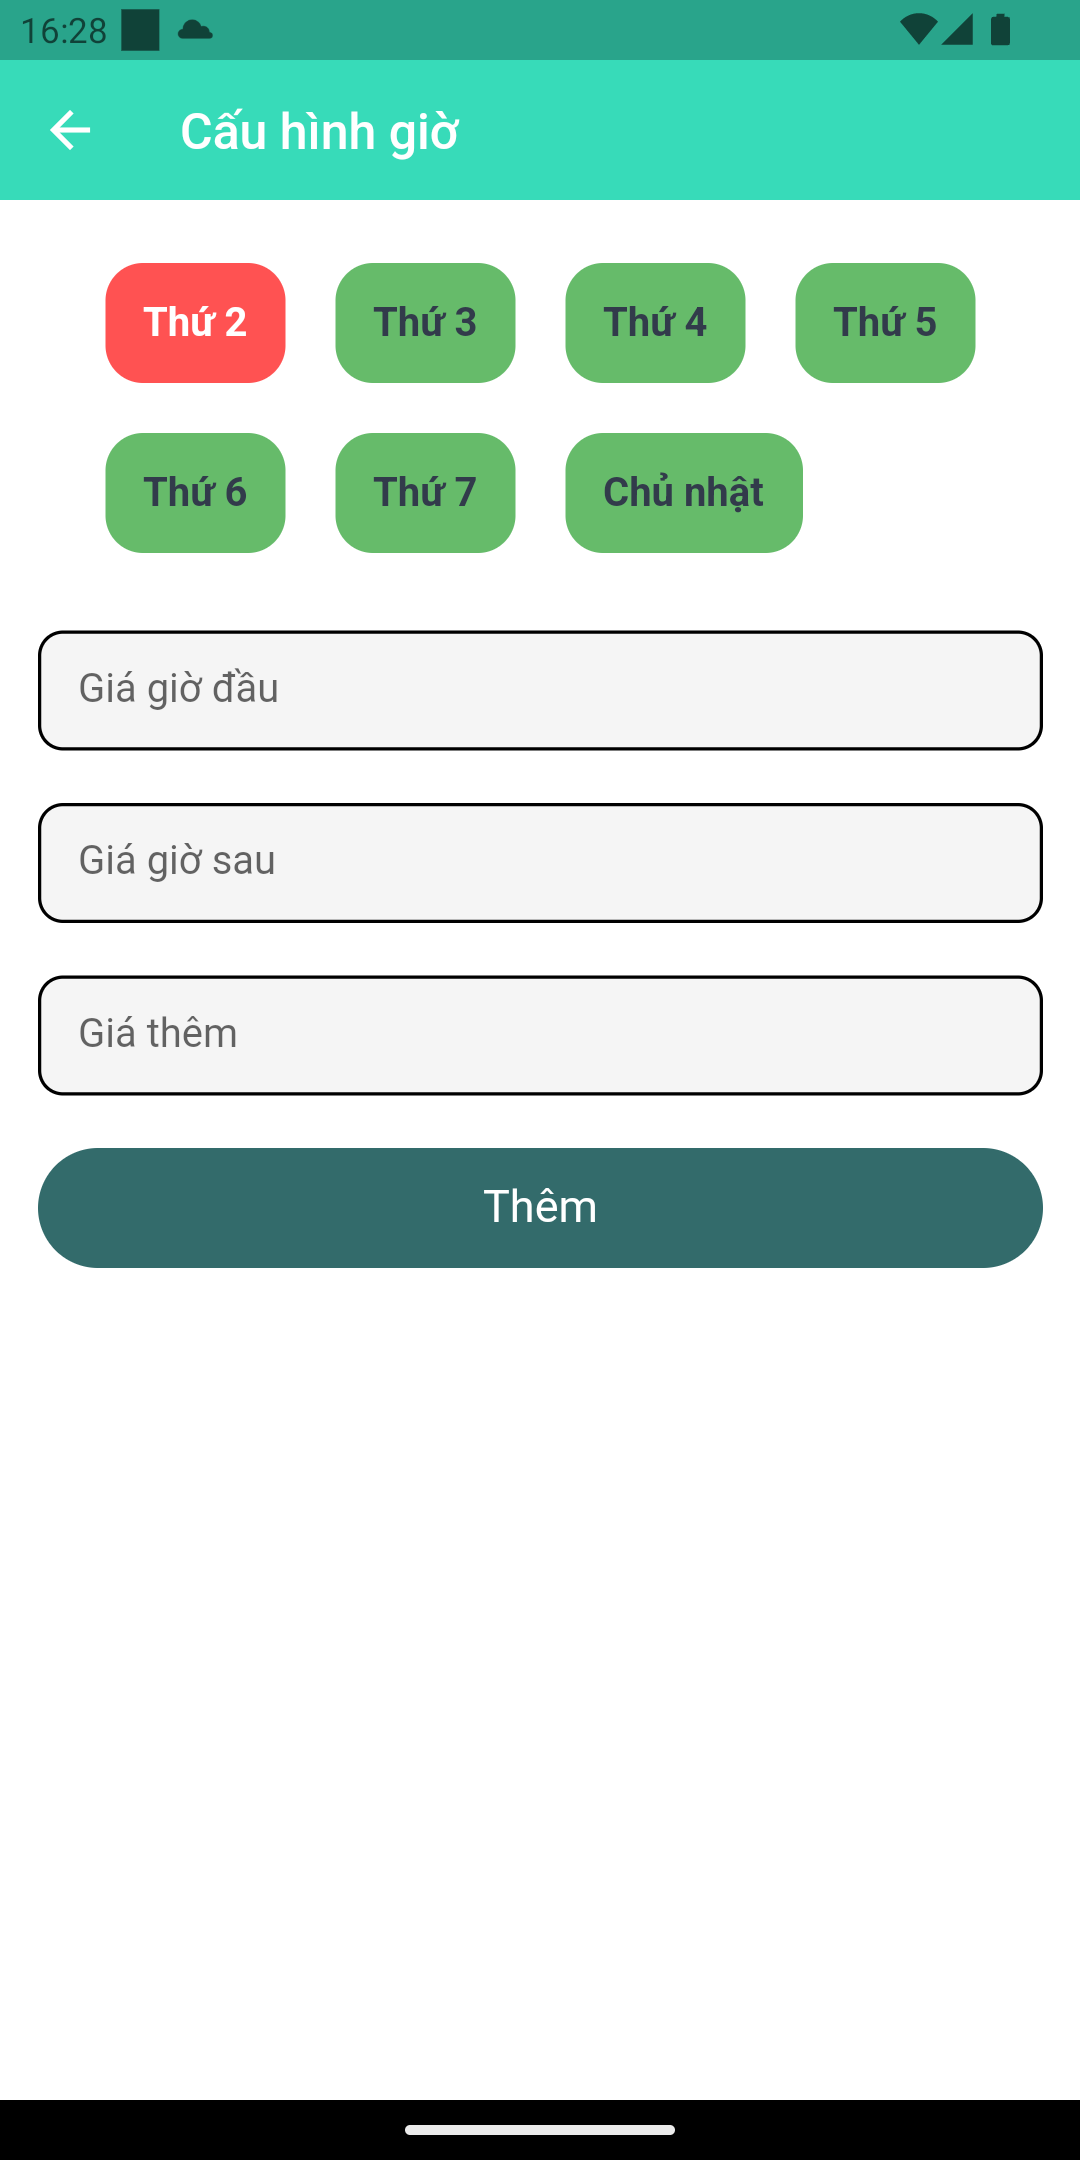 16:28
Cấu hình giờ
Thứ 2 Thứ 3 Thứ 4 Thứ 5
Thứ 6 Thứ 7 Chủ nhật
Giá giờ đầu
Giá giờ sau
Giá thêm
Thêm